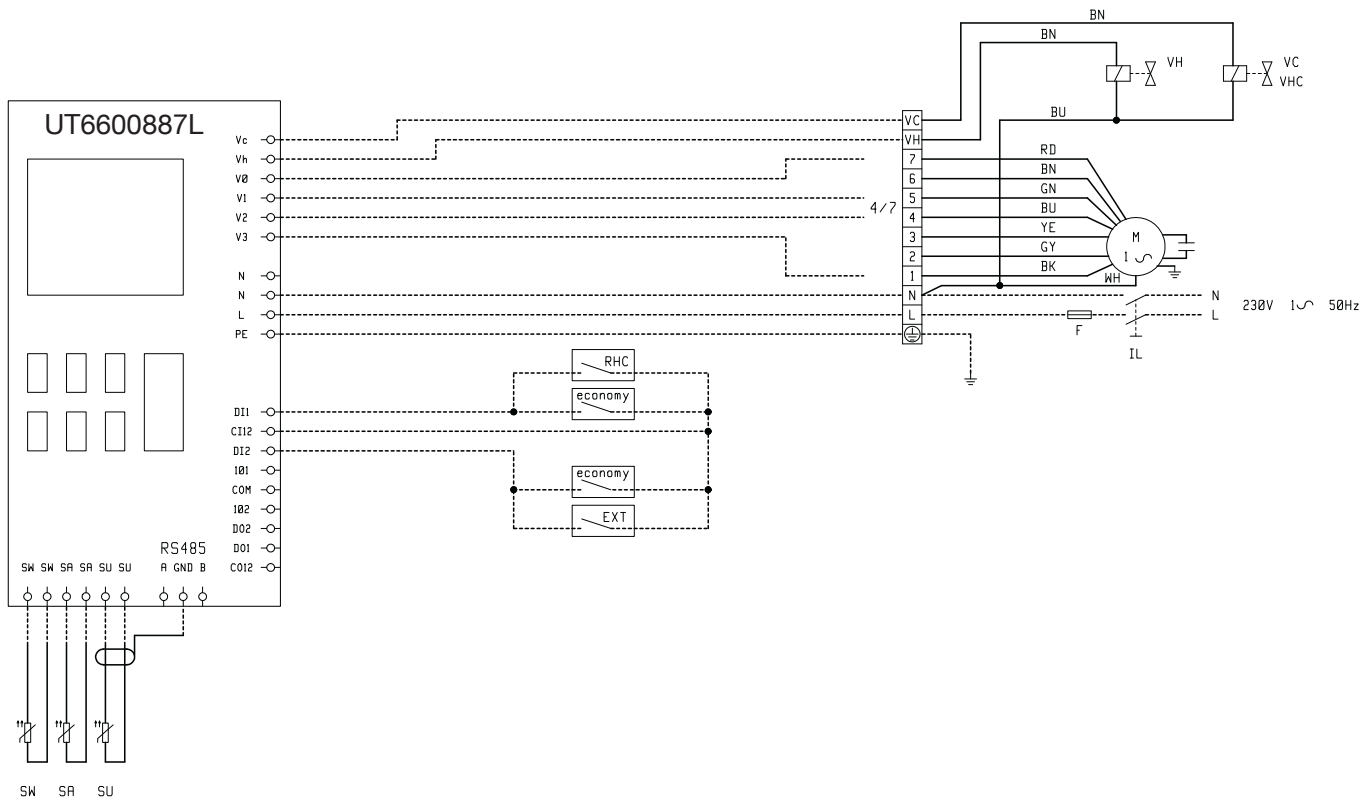 BN
BN
VH
VC
VHC
BU
UT6600887L
Vc
Vh
VØ
V1
V2
V3
N
N
L
PE
VC
VH
7
6
5
4
3
2
1
N
L
4/7
RD
BN
GN
BU
YE
GY
BK
WH
M
1
N
L
230V 1 50Hz
F
IL
RHC
economy
economy
EXT
DI1
CI12
DI2
1Ø1
COM
1Ø2
DO2
DO1
CO12
RS485
SW SW SA SA SU SU A GND B
SW SA SU